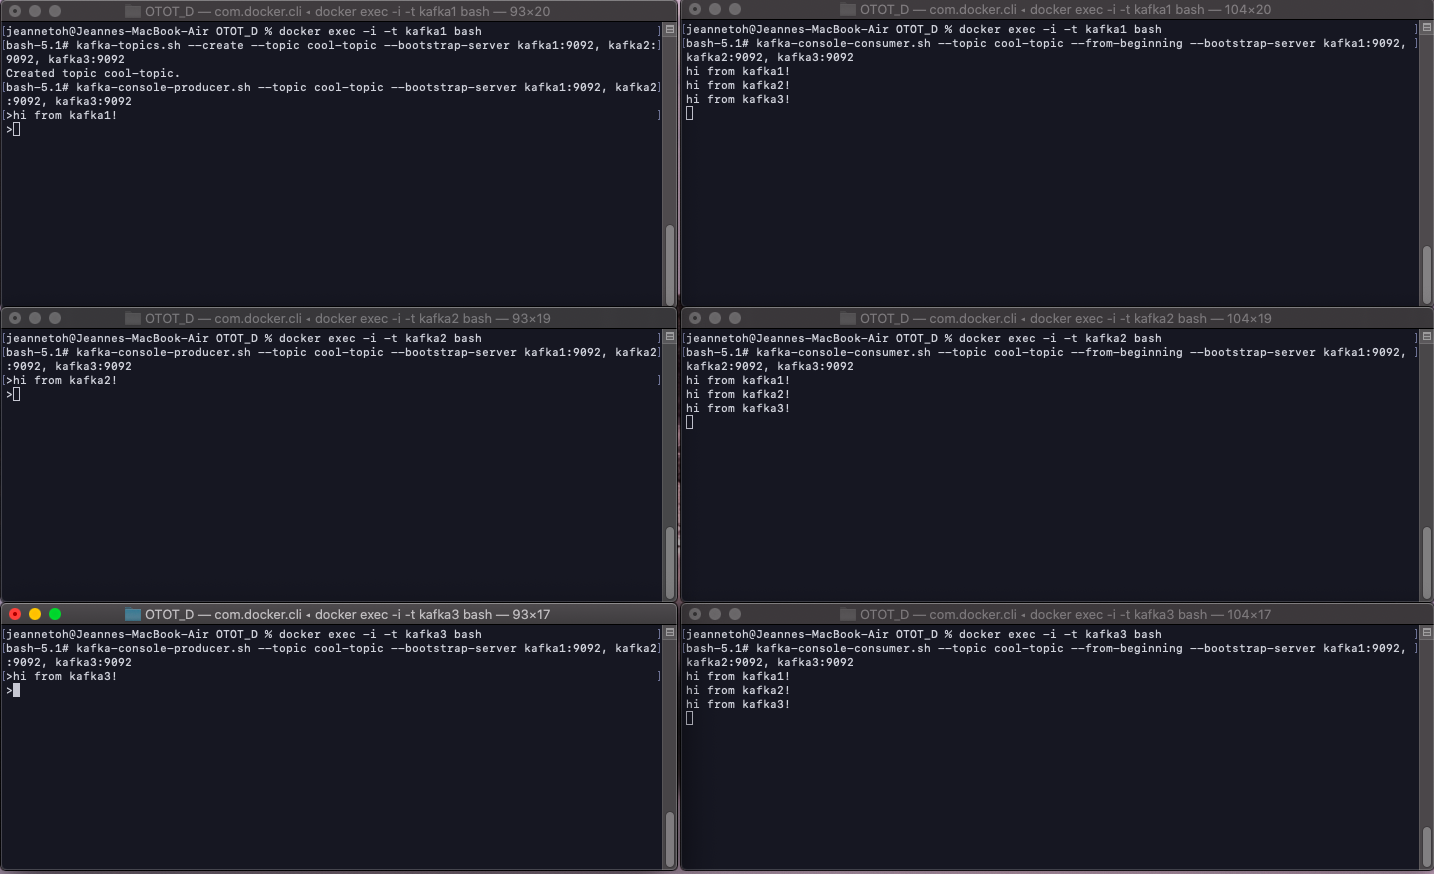 OTOT_D — com.docker.cli ◂ docker exec -i -t kafka1 bash — 93×20
[jeannetoh@Jeannes-MacBook-Air OTOT_D % docker exec -i -t kafka1 bash ]
[bash-5.1# kafka-topics.sh --create --topic cool-topic --bootstrap-server kafka1:9092, kafka2:]
9092, kafka3:9092
Created topic cool-topic.
[bash-5.1# kafka-console-producer.sh --topic cool-topic --bootstrap-server kafka1:9092, kafka2]
:9092, kafka3:9092
[>hi from kafka1! ]
>
OTOT_D — com.docker.cli ◂ docker exec -i -t kafka1 bash — 104×20
[jeannetoh@Jeannes-MacBook-Air OTOT_D % docker exec -i -t kafka1 bash ]
[bash-5.1# kafka-console-consumer.sh --topic cool-topic --from-beginning --bootstrap-server kafka1:9092, ]
kafka2:9092, kafka3:9092
hi from kafka1!
hi from kafka2!
hi from kafka3!
OTOT_D — com.docker.cli ◂ docker exec -i -t kafka2 bash — 93×19
[jeannetoh@Jeannes-MacBook-Air OTOT_D % docker exec -i -t kafka2 bash ]
[bash-5.1# kafka-console-producer.sh --topic cool-topic --bootstrap-server kafka1:9092, kafka2]
:9092, kafka3:9092
[>hi from kafka2! ]
>
OTOT_D — com.docker.cli ◂ docker exec -i -t kafka2 bash — 104×19
[jeannetoh@Jeannes-MacBook-Air OTOT_D % docker exec -i -t kafka2 bash ]
[bash-5.1# kafka-console-consumer.sh --topic cool-topic --from-beginning --bootstrap-server kafka1:9092, ]
kafka2:9092, kafka3:9092
hi from kafka1!
hi from kafka2!
hi from kafka3!
OTOT_D — com.docker.cli ◂ docker exec -i -t kafka3 bash — 93×17
[jeannetoh@Jeannes-MacBook-Air OTOT_D % docker exec -i -t kafka3 bash ]
[bash-5.1# kafka-console-producer.sh --topic cool-topic --bootstrap-server kafka1:9092, kafka2]
:9092, kafka3:9092
[>hi from kafka3! ]
>
OTOT_D — com.docker.cli ◂ docker exec -i -t kafka3 bash — 104×17
[jeannetoh@Jeannes-MacBook-Air OTOT_D % docker exec -i -t kafka3 bash ]
[bash-5.1# kafka-console-consumer.sh --topic cool-topic --from-beginning --bootstrap-server kafka1:9092, ]
kafka2:9092, kafka3:9092
hi from kafka1!
hi from kafka2!
hi from kafka3!